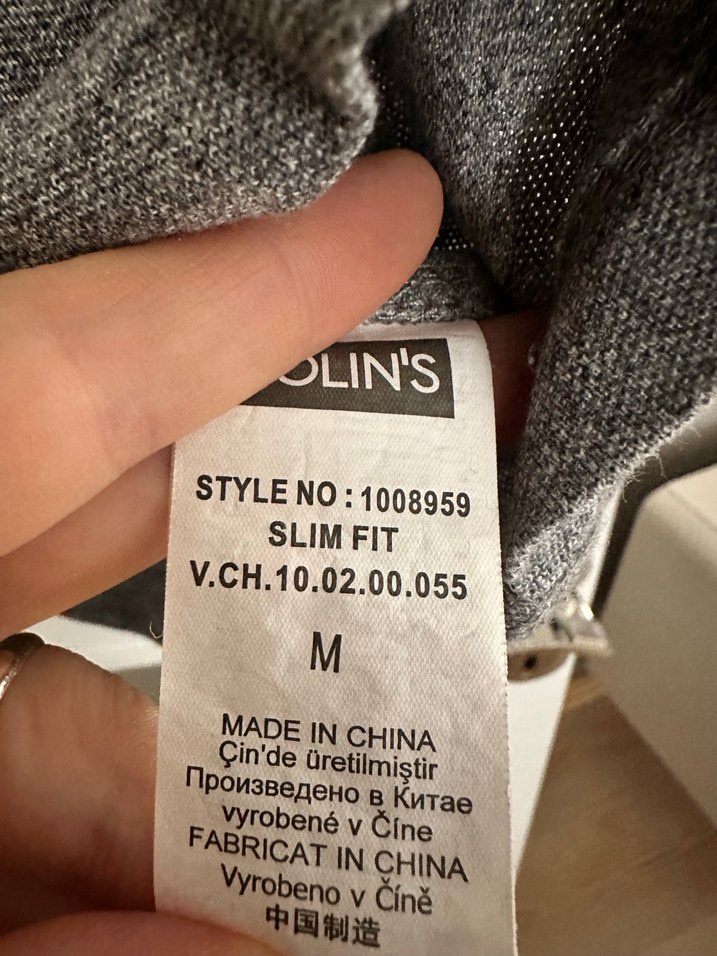 OLIN'S
STYLE NO : 1008959
SLIM FIT
V.CH.10.02.00.055
M
MADE IN CHINA
Çin'de üretilmiştir
Произведено в Китае
vyrobené v Číne
FABRICAT IN CHINA
Vyrobeno v Číně
中国制造